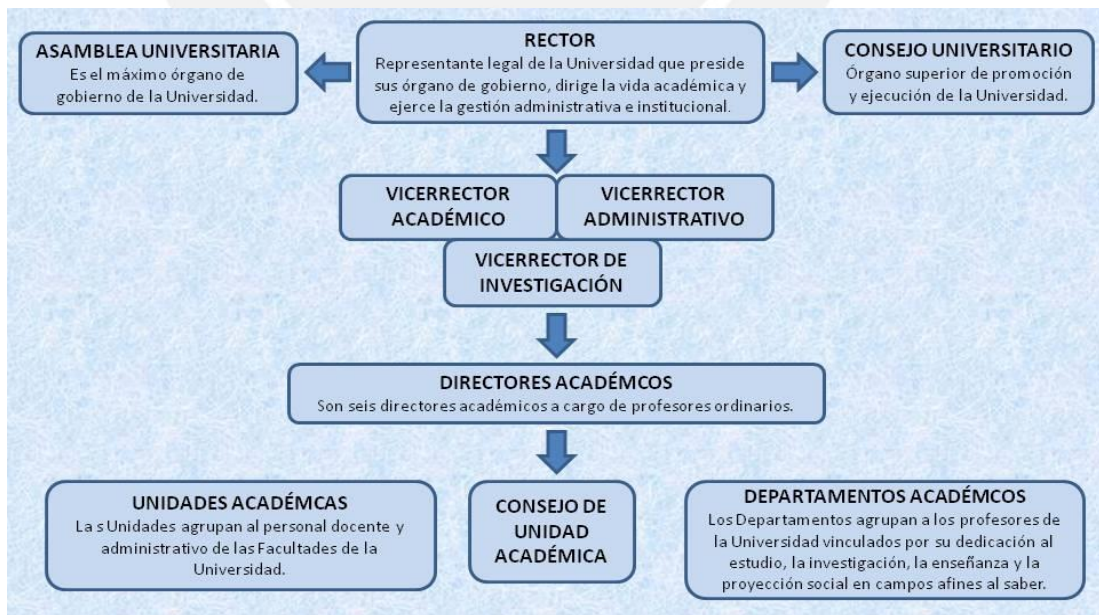 ASAMBLEA UNIVERSITARIA
Es el máximo órgano de
gobierno de la Universidad.
RECTOR
Representante legal de la Universidad que preside
sus órgano de gobierno, dirige la vida académica y
ejerce la gestión administrativa e institucional.
CONSEJO UNIVERSITARIO
Órgano superior de promoción
y ejecución de la Universidad.
VICERRECTOR
ACADÉMICO
VICERRECTOR
ADMINISTRATIVO
VICERRECTOR DE
INVESTIGACIÓN
DIRECTORES ACADÉMCOS
Son seis directores académicos a cargo de profesores ordinarios.
UNIDADES ACADÉMCAS
La s Unidades agrupan al personal docente y
administrativo de las Facultades de la
Universidad.
CONSEJO DE
UNIDAD
ACADÉMICA
DEPARTAMENTOS ACADÉMCOS
Los Departamentos agrupan a los profesores de
la Universidad vinculados por su dedicación al
estudio, la investigación, la enseñanza y la
proyección social en campos afines al saber.